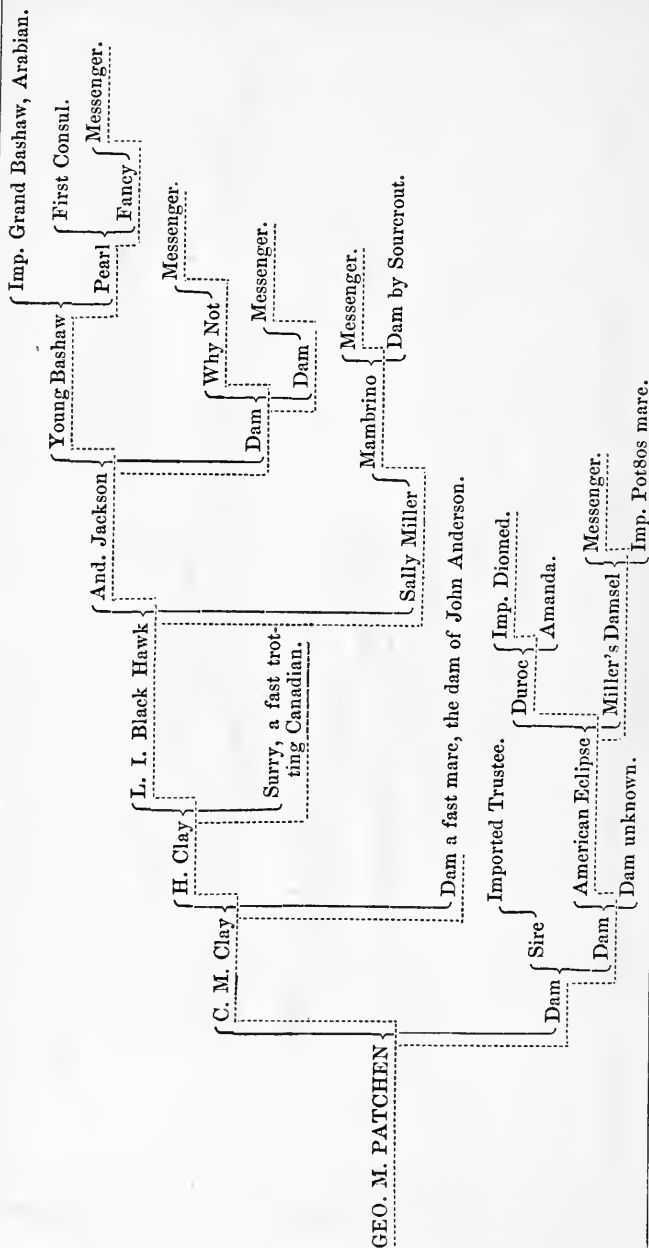 Imp. Grand Bashaw, Arabian.
Young Bashaw
First Consul.
Pearl
Messenger.
Fancy
And. Jackson
Messenger.
Why Not
Dam
Messenger.
Dam
L. I. Black Hawk
Messenger.
Mambrino
Dam by Sourcrout.
Sally Miller
H. Clay
Surry, a fast trot-
ting Canadian.
C. M. Clay
Dam a fast mare, the dam of John Anderson.
GEO. M. PATCHEN
Imported Trustee.
Sire
Dam
Imp. Diomed.
Duroc
Amanda.
American Eclipse
Messenger.
Miller's Damsel
Imp. Pot8os mare.
Dam
Dam unknown.